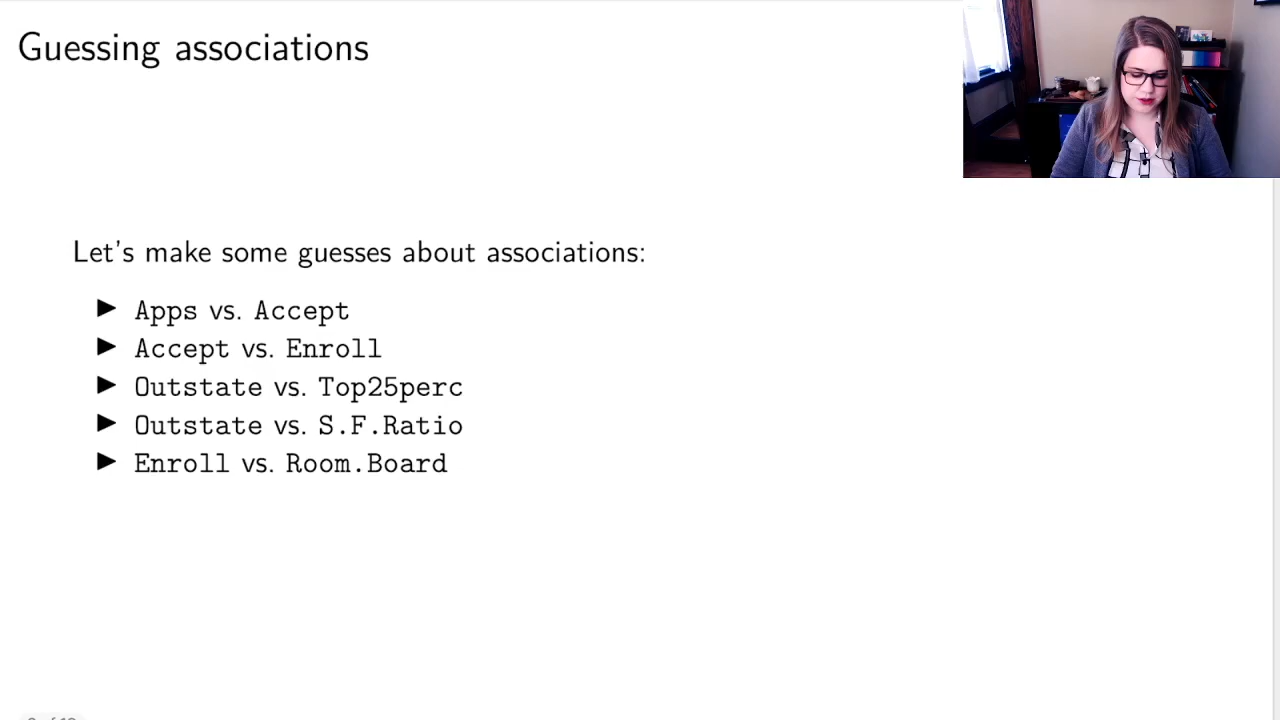 Guessing associations
Let's make some guesses about associations:
▶ Apps vs. Accept
▶ Accept vs. Enroll
▶ Outstate vs. Top25perc
▶ Outstate vs. S.F.Ratio
▶ Enroll vs. Room.Board